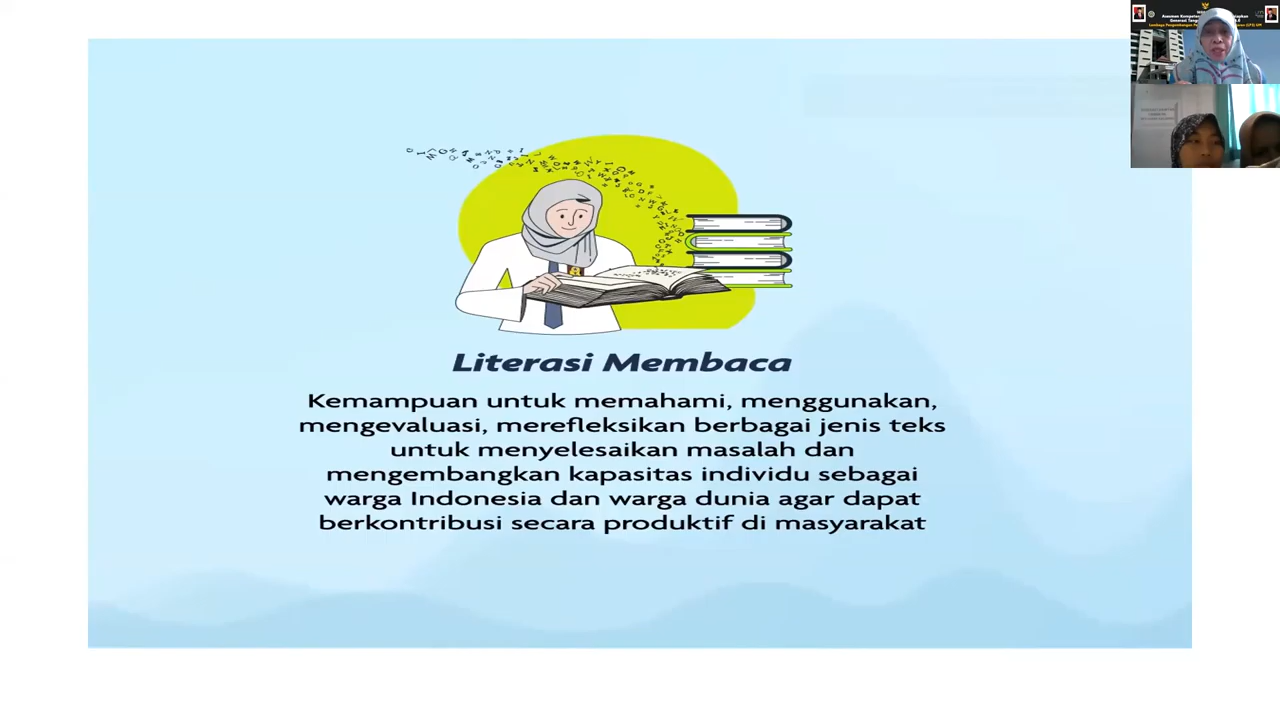 Literasi Membaca
Kemampuan untuk memahami, menggunakan,
mengevaluasi, merefleksikan berbagai jenis teks
untuk menyelesaikan masalah dan
mengembangkan kapasitas individu sebagai
warga Indonesia dan warga dunia agar dapat
berkontribusi secara produktif di masyarakat